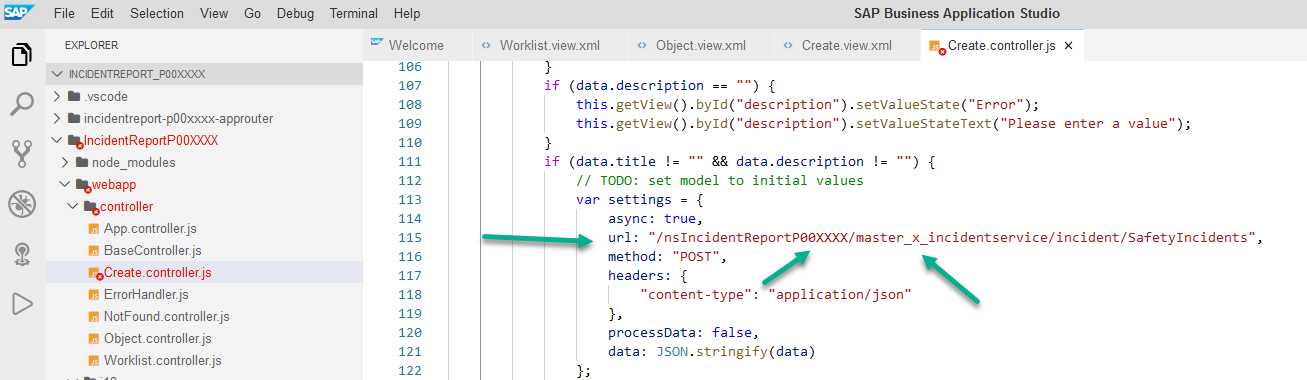 SAP File Edit Selection View Go Debug Terminal Help SAP Business Application Studio
EXPLORER
Welcome Worklist.view.xml Object.view.xml Create.view.xml Create.controller.js ×
INCIDENTREPORT_P00XXXX
.vscode
incidentreport-p00xxxx-approuter
IncidentReportP00XXXX
node_modules
webapp
controller
App.controller.js
BaseController.js
Create.controller.js
ErrorHandler.js
NotFound.controller.js
Object.controller.js
Worklist.controller.js
106 }
107 if (data.description == "") {
108 this.getView().byId("description").setValueState("Error");
109 this.getView().byId("description").setValueStateText("Please enter a value");
110 }
111 if (data.title != "" && data.description != "") {
112 // TODO: set model to initial values
113 var settings = {
114 async: true,
115 url: "/nsIncidentReportP00XXXX/master_x_incidentservice/incident/SafetyIncidents",
116 method: "POST",
117 headers: {
118 "content-type": "application/json"
119 },
120 processData: false,
121 data: JSON.stringify(data)
122 };